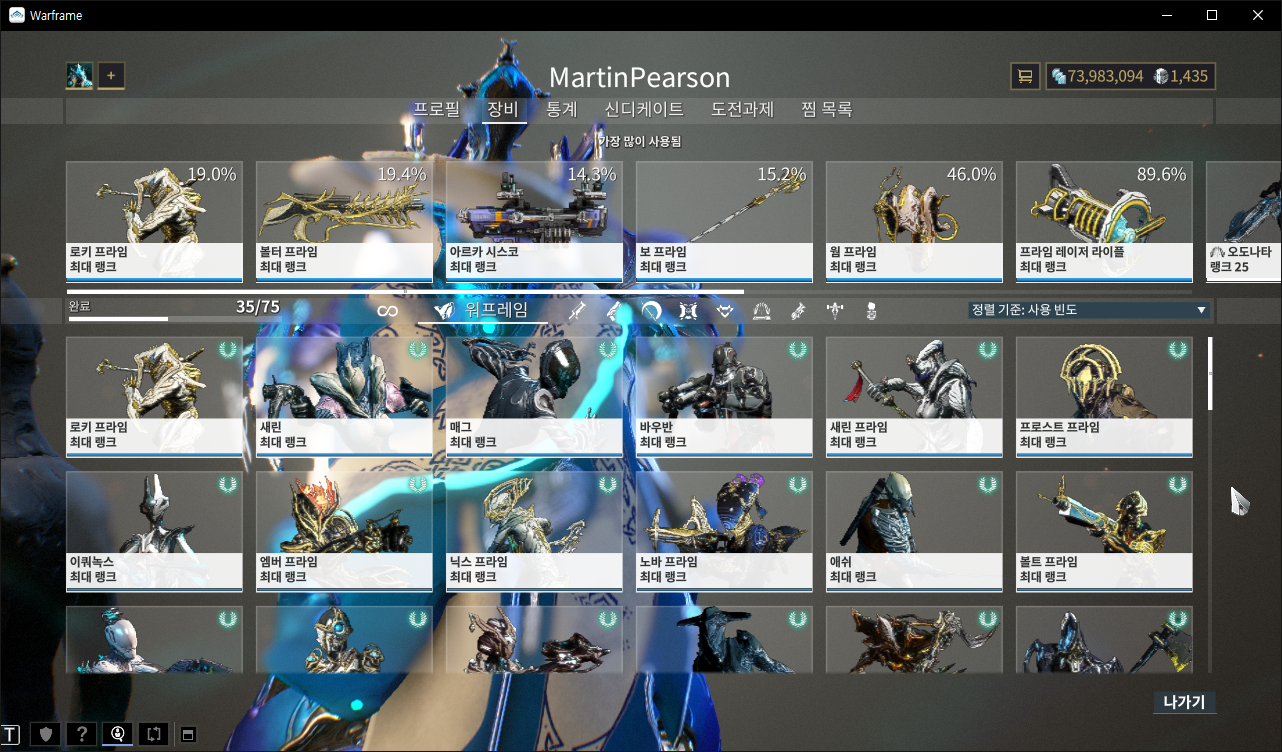 Warframe
MartinPearson
73,983,094 1,435
프로필 장비 통계 신디케이트 도전과제 찜 목록
가장 많이 사용됨
19.0% 19.4% 14.3% 15.2% 46.0% 89.6%
로키 프라임 볼터 프라임 아르카 시스코 보 프라임 웜 프라임 프라임 레이저 라이플 오도나타
최대 랭크 최대 랭크 최대 랭크 최대 랭크 최대 랭크 최대 랭크 랭크 25
완료 35/75 워프레임 정렬 기준: 사용 빈도
로키 프라임 새린 매그 바우반 새린 프라임 프로스트 프라임
최대 랭크 최대 랭크 최대 랭크 최대 랭크 최대 랭크 최대 랭크
이쿼녹스 엠버 프라임 닉스 프라임 노바 프라임 애쉬 볼트 프라임
최대 랭크 최대 랭크 최대 랭크 최대 랭크 최대 랭크 최대 랭크
나가기
T